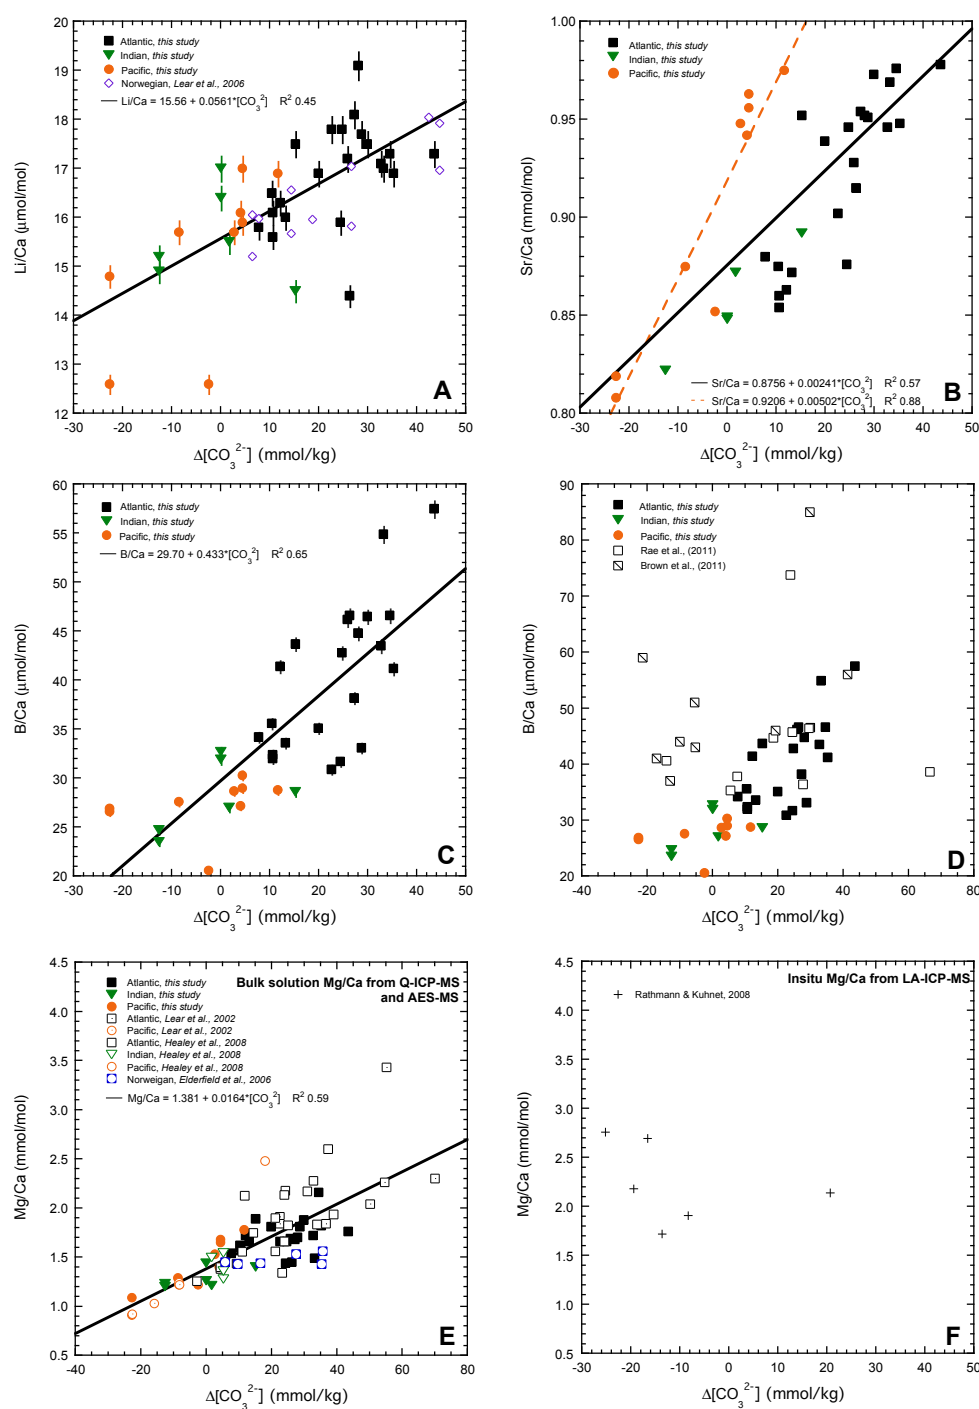 20
19
18
17
16
15
14
13
12
-30
-20
-10
0
10
20
30
40
50
Li/Ca (μmol/mol)
Δ[CO₃²⁻] (mmol/kg)
Atlantic, this study
Indian, this study
Pacific, this study
Norwegian, Lear et al., 2006
Li/Ca = 15.56 + 0.0561*[CO₃²] R² 0.45
A
1.00
0.95
0.90
0.85
0.80
-30
-20
-10
0
10
20
30
40
50
Sr/Ca (mmol/mol)
Δ[CO₃²⁻] (mmol/kg)
Atlantic, this study
Indian, this study
Pacific, this study
Sr/Ca = 0.8756 + 0.00241*[CO₃²] R² 0.57
Sr/Ca = 0.9206 + 0.00502*[CO₃²] R² 0.88
B
60
55
50
45
40
35
30
25
20
-30
-20
-10
0
10
20
30
40
50
B/Ca (μmol/mol)
Δ[CO₃²⁻] (mmol/kg)
Atlantic, this study
Indian, this study
Pacific, this study
B/Ca = 29.70 + 0.433*[CO₃²] R² 0.65
C
90
80
70
60
50
40
30
20
-40
-20
0
20
40
60
80
B/Ca (μmol/mol)
Δ[CO₃²⁻] (mmol/kg)
Atlantic, this study
Indian, this study
Pacific, this study
Rae et al., (2011)
Brown et al., (2011)
D
4.5
4.0
3.5
3.0
2.5
2.0
1.5
1.0
0.5
-40
-20
0
20
40
60
80
Mg/Ca (mmol/mol)
Δ[CO₃²⁻] (mmol/kg)
Bulk solution Mg/Ca from Q-ICP-MS
and AES-MS
Atlantic, this study
Indian, this study
Pacific, this study
Atlantic, Lear et al., 2002
Pacific, Lear et al., 2002
Atlantic, Healey et al., 2008
Indian, Healey et al., 2008
Pacific, Healey et al., 2008
Norweigan, Elderfield et al., 2006
Mg/Ca = 1.381 + 0.0164*[CO₃²] R² 0.59
E
4.5
4.0
3.5
3.0
2.5
2.0
1.5
1.0
0.5
-30
-20
-10
0
10
20
30
40
50
Mg/Ca (mmol/mol)
Δ[CO₃²⁻] (mmol/kg)
Insitu Mg/Ca from LA-ICP-MS
Rathmann & Kuhnet, 2008
F